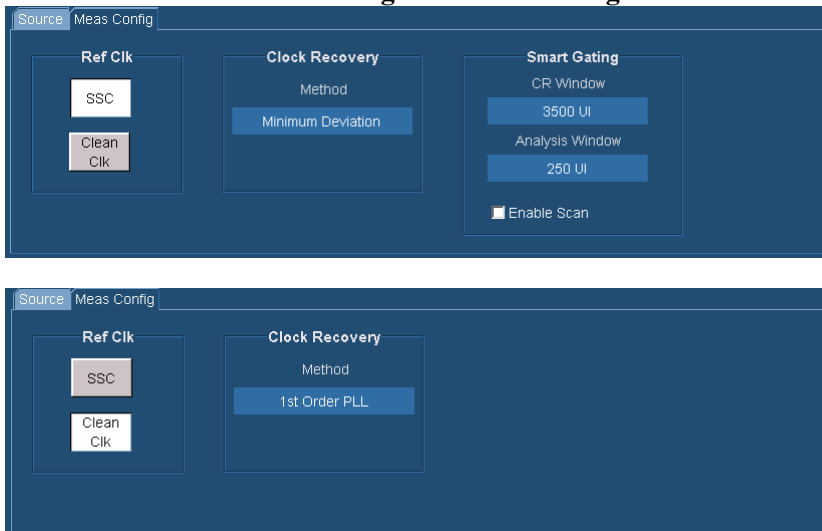 Source Meas Config
Ref Clk Clock Recovery Smart Gating
SSC Method CR Window
Minimum Deviation 3500 UI
Clean Analysis Window
Clk 250 UI
Enable Scan
Source Meas Config
Ref Clk Clock Recovery
SSC Method
1st Order PLL
Clean
Clk